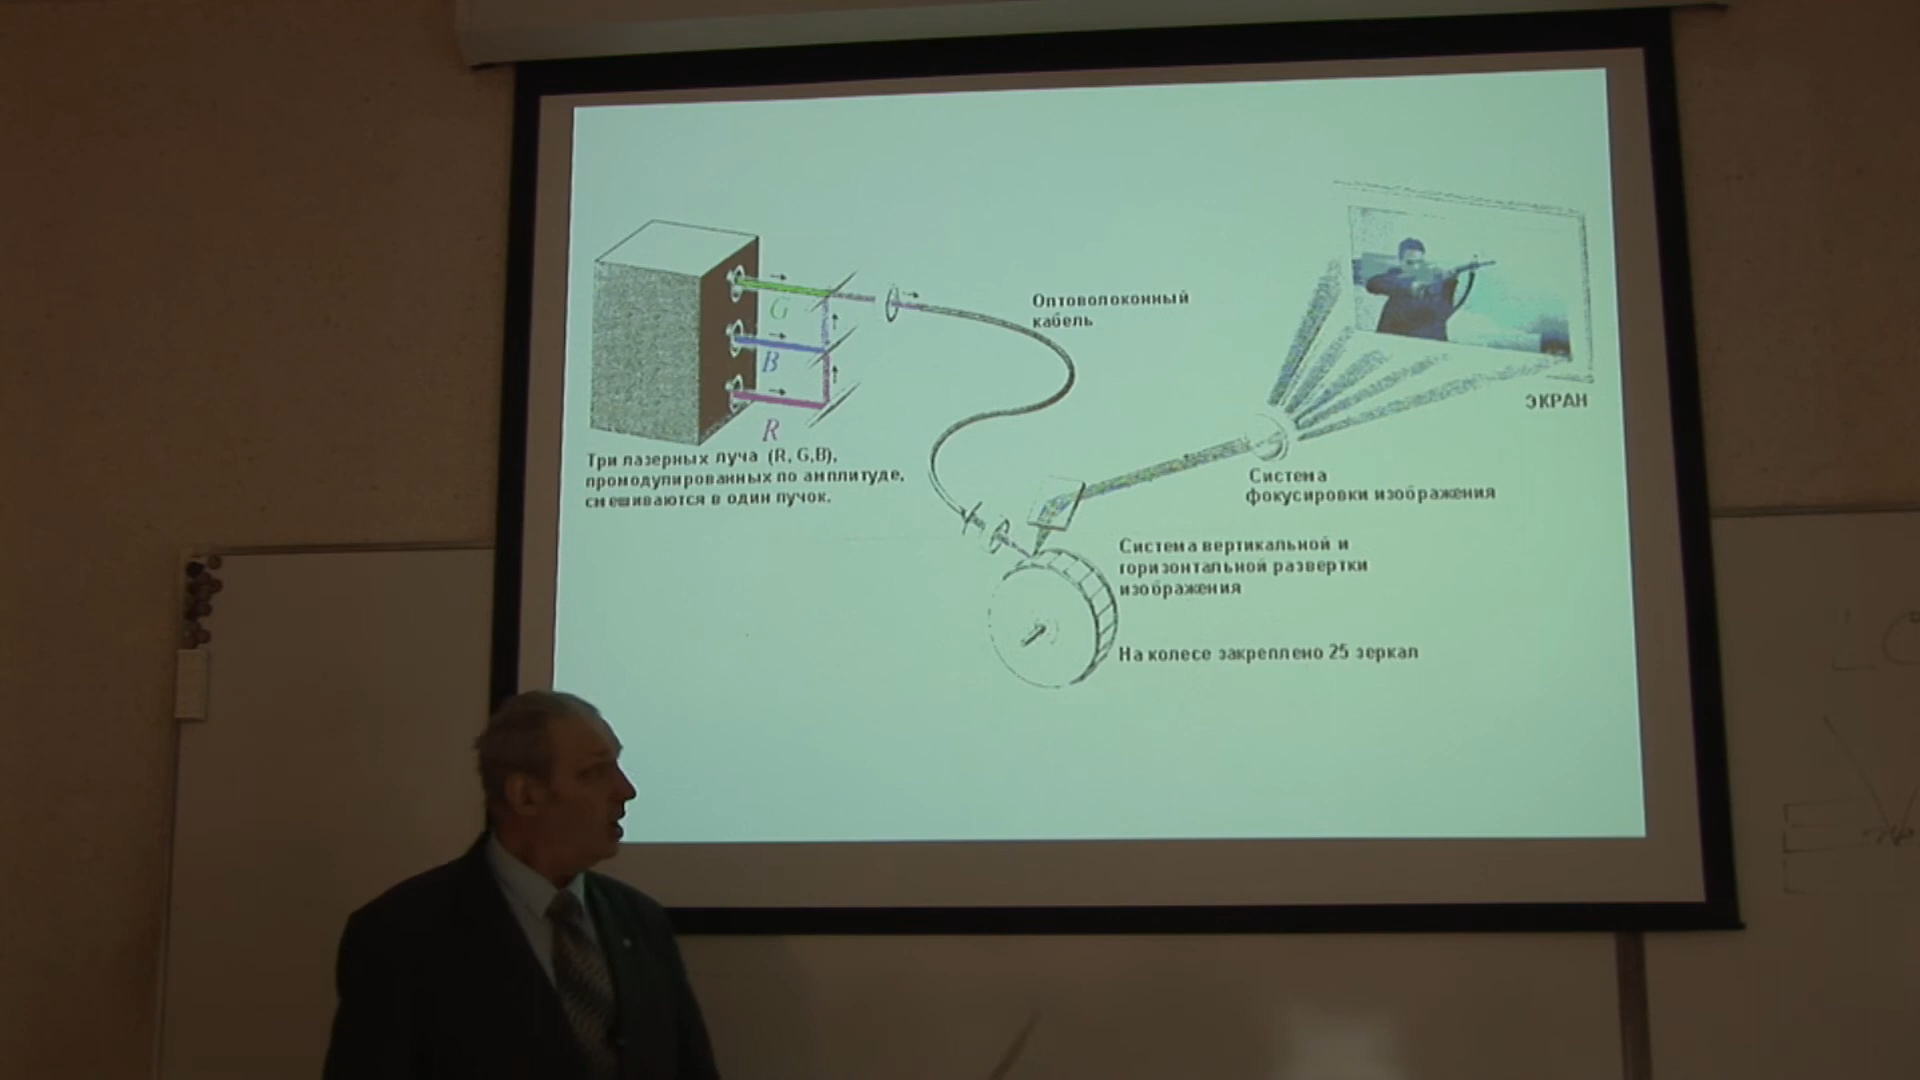 G
B
R
Три лазерных луча (R, G,B),
промодулированных по амплитуде,
смешиваются в один пучок.
Оптоволоконный
кабель
ЭКРАН
Система
фокусировки изображения
Система вертикальной и
горизонтальной развертки
изображения
На колесе закреплено 25 зеркал